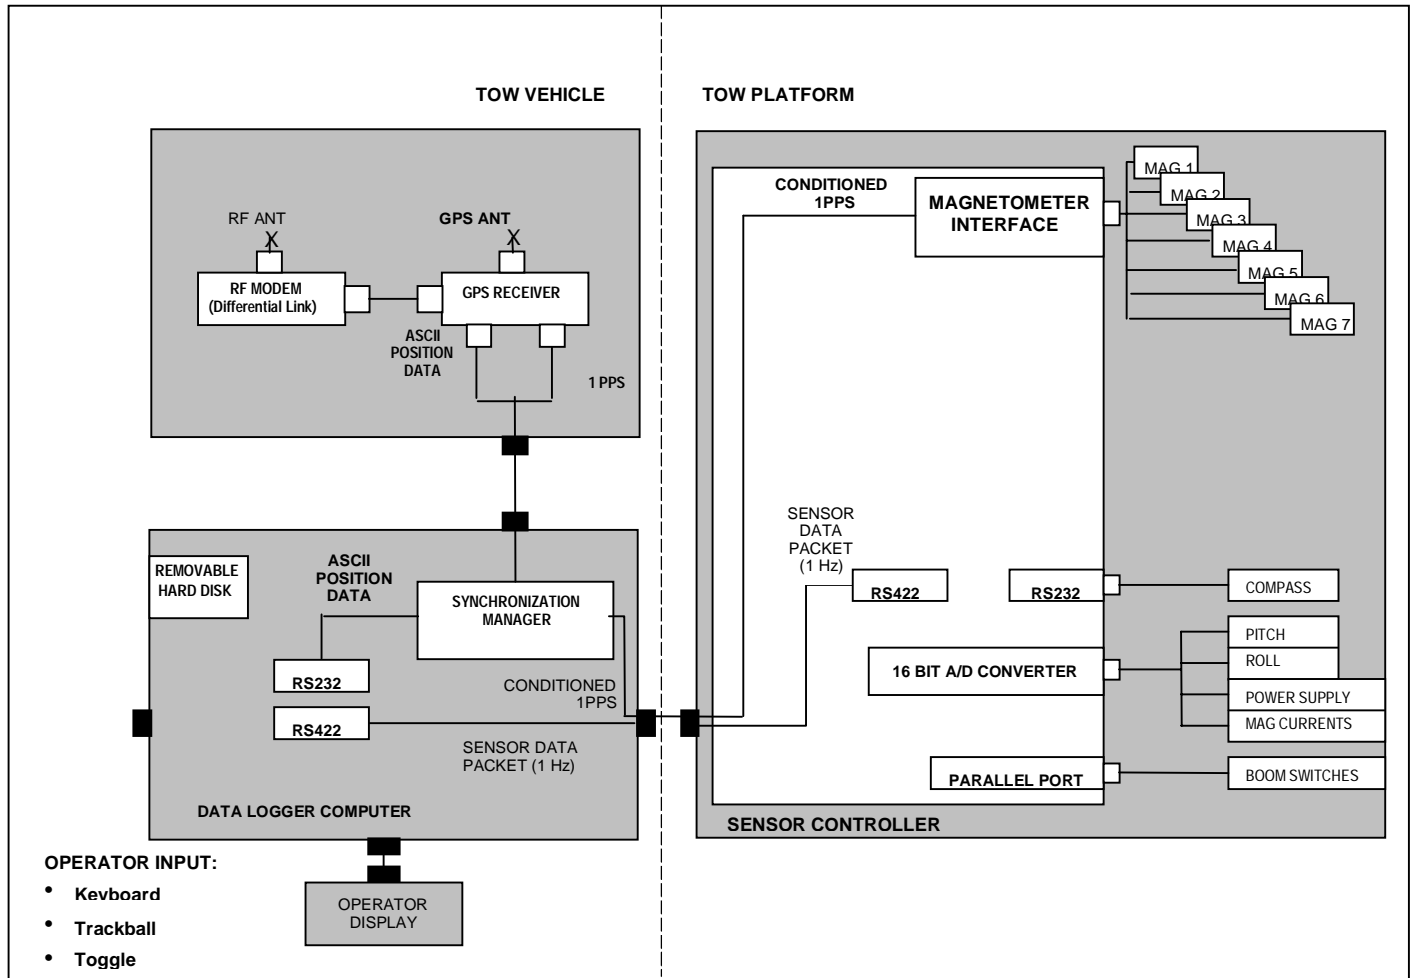 TOW VEHICLE
TOW PLATFORM
RF ANT
X
GPS ANT
X
RF MODEM
(Differential Link)
GPS RECEIVER
ASCII
POSITION
DATA
1 PPS
REMOVABLE
HARD DISK
ASCII
POSITION
DATA
SYNCHRONIZATION
MANAGER
RS232
RS422
CONDITIONED
1PPS
SENSOR DATA
PACKET (1 Hz)
DATA LOGGER COMPUTER
OPERATOR INPUT:
• Keyboard
• Trackball
• Toggle
OPERATOR
DISPLAY
CONDITIONED
1PPS
MAGNETOMETER
INTERFACE
MAG 1
MAG 2
MAG 3
MAG 4
MAG 5
MAG 6
MAG 7
SENSOR
DATA
PACKET
(1 Hz)
RS422
RS232
COMPASS
16 BIT A/D CONVERTER
PITCH
ROLL
POWER SUPPLY
MAG CURRENTS
PARALLEL PORT
BOOM SWITCHES
SENSOR CONTROLLER